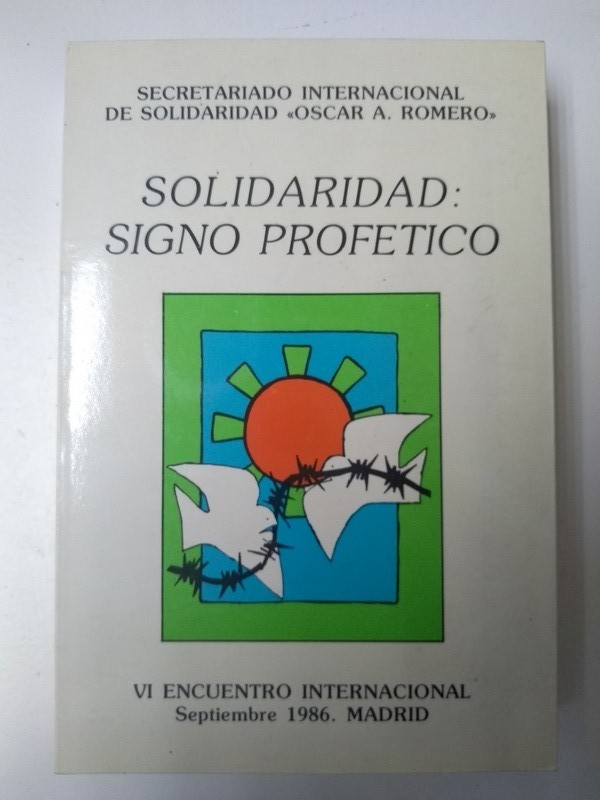 SECRETARIADO INTERNACIONAL
DE SOLIDARIDAD «OSCAR A. ROMERO»
SOLIDARIDAD:
SIGNO PROFETICO
VI ENCUENTRO INTERNACIONAL
Septiembre 1986. MADRID